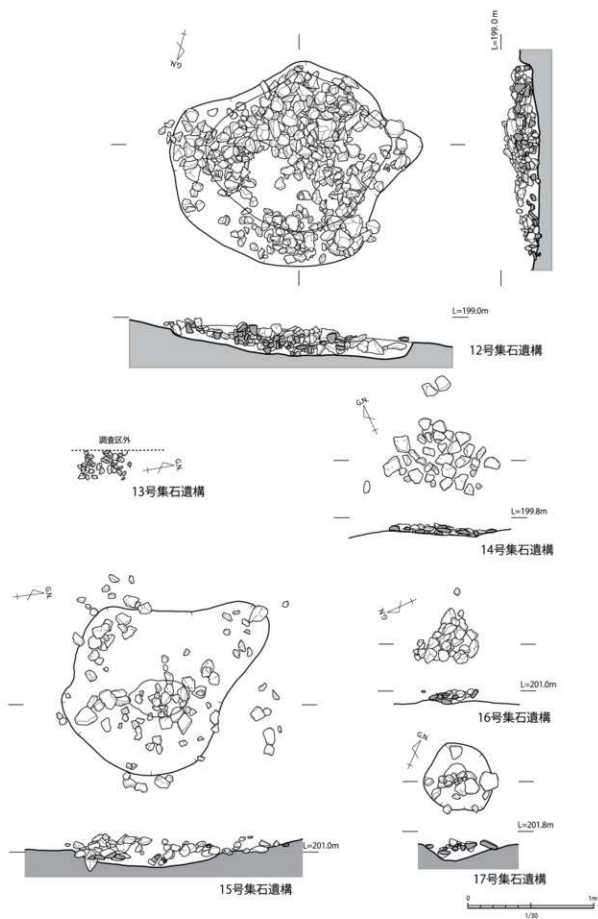 L=199.0 m
G.N.
L=199.0m
12号集石遺構
調査区外
G.N.
13号集石遺構
G.N.
L=199.8m
14号集石遺構
G.N.
L=201.0m
15号集石遺構
G.N.
L=201.0m
16号集石遺構
G.N.
L=201.8m
17号集石遺構
0 1m
1/30